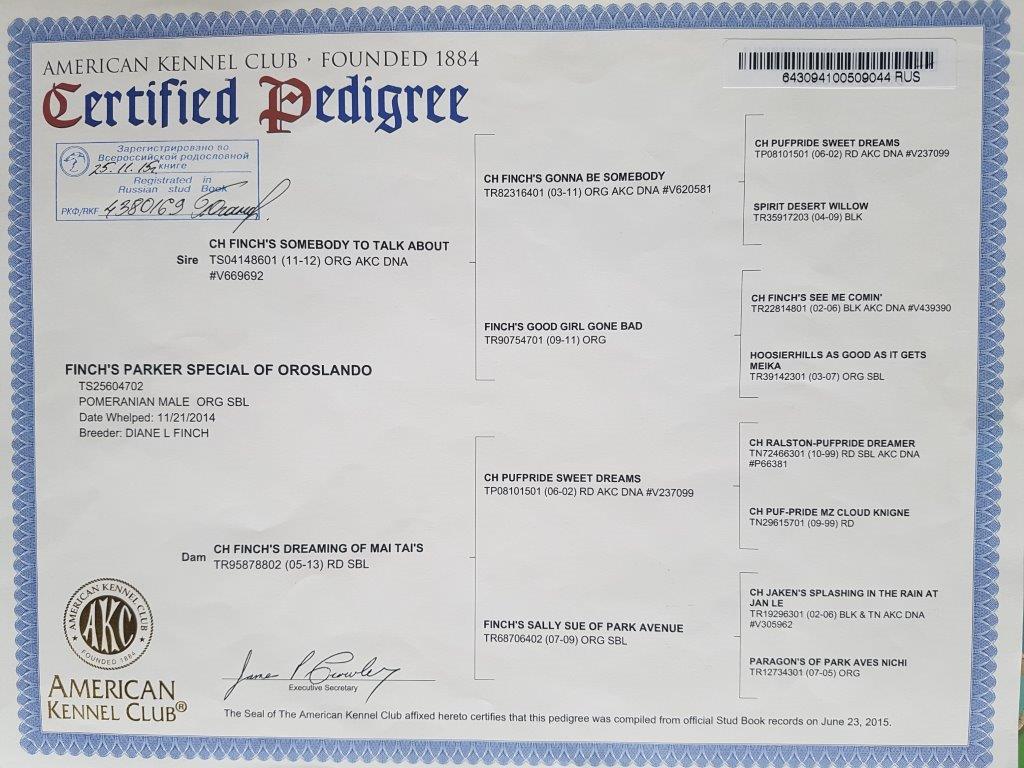 AMERICAN KENNEL CLUB · FOUNDED 1884
Certified Pedigree
643094100509044 RUS
Зарегистрировано во
Всероссийской родословной
25.11.15г. книге
Registered in
Russian stud Book
РКФ/RKF 4380169
CH FINCH'S SOMEBODY TO TALK ABOUT
Sire TS04148601 (11-12) ORG AKC DNA
#V669692
FINCH'S PARKER SPECIAL OF OROSLANDO
TS25604702
POMERANIAN MALE ORG SBL
Date Whelped: 11/21/2014
Breeder: DIANE L FINCH
Dam CH FINCH'S DREAMING OF MAI TAI'S
TR95878802 (05-13) RD SBL
CH FINCH'S GONNA BE SOMEBODY
TR82316401 (03-11) ORG AKC DNA #V620581
FINCH'S GOOD GIRL GONE BAD
TR90754701 (09-11) ORG
CH PUFPRIDE SWEET DREAMS
TP08101501 (06-02) RD AKC DNA #V237099
FINCH'S SALLY SUE OF PARK AVENUE
TR68706402 (07-09) ORG SBL
CH PUFPRIDE SWEET DREAMS
TP08101501 (06-02) RD AKC DNA #V237099
SPIRIT DESERT WILLOW
TR35917203 (04-09) BLK
CH FINCH'S SEE ME COMIN'
TR22814801 (02-06) BLK AKC DNA #V439390
HOOSIERHILLS AS GOOD AS IT GETS
MEIKA
TR39142301 (03-07) ORG SBL
CH RALSTON-PUFPRIDE DREAMER
TN72466301 (10-99) RD SBL AKC DNA
#P66381
CH PUF-PRIDE MZ CLOUD KNIGNE
TN29615701 (09-99) RD
CH JAKEN'S SPLASHING IN THE RAIN AT
JAN LE
TR19296301 (02-06) BLK & TN AKC DNA
#V305962
PARAGON'S OF PARK AVES NICHI
TR12734301 (07-05) ORG
AMERICAN KENNEL CLUB
AKC
FOUNDED 1884
AMERICAN
KENNEL CLUB®
James P. Crowley
Executive Secretary
The Seal of The American Kennel Club affixed hereto certifies that this pedigree was compiled from official Stud Book records on June 23, 2015.